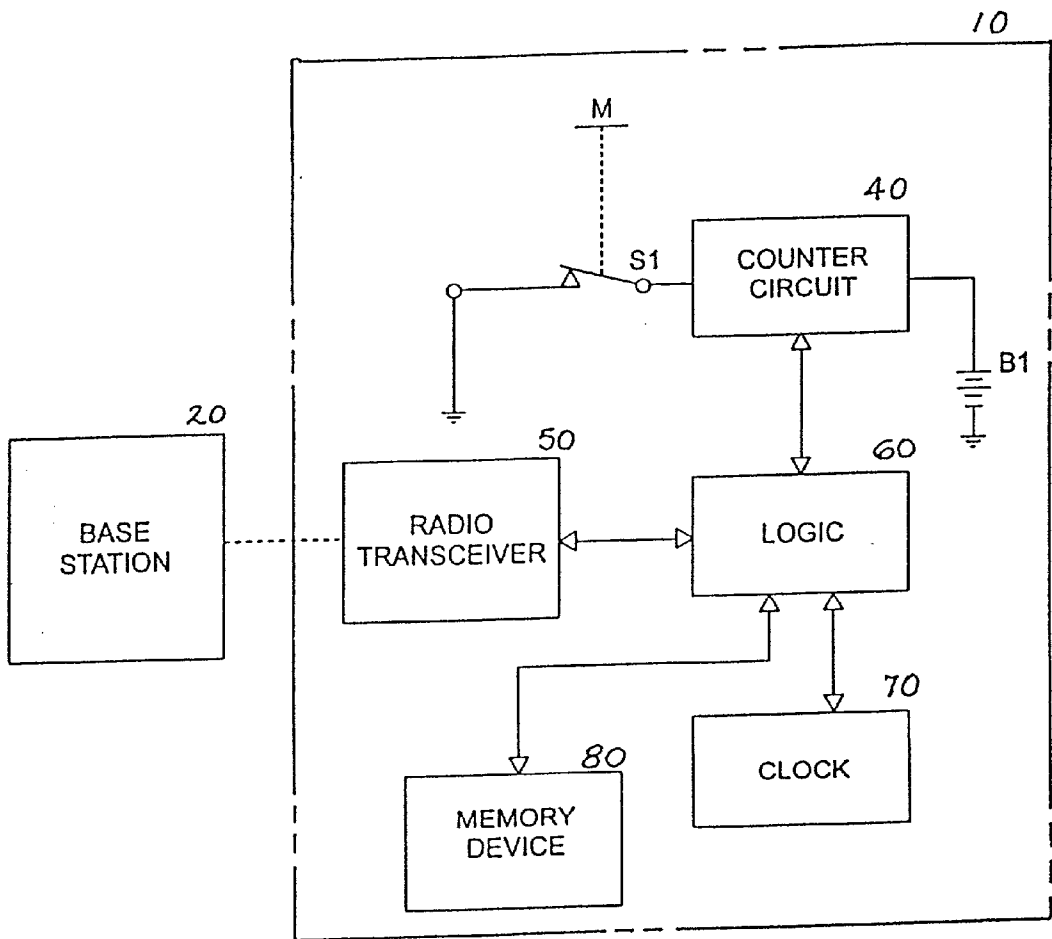 10
M
40
S1
COUNTER
CIRCUIT
B1
20
50
60
BASE
STATION
RADIO
TRANSCEIVER
LOGIC
70
80
CLOCK
MEMORY
DEVICE